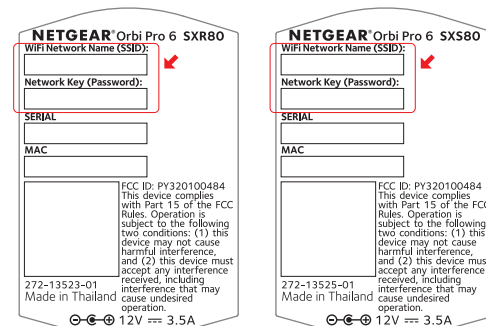 NETGEAR® Orbi Pro 6 SXR80
WiFi Network Name (SSID):
Network Key (Password):
SERIAL
MAC
FCC ID: PY320100484
This device complies
with Part 15 of the FCC
Rules. Operation is
subject to the following
two conditions: (1) this
device may not cause
harmful interference,
and (2) this device must
accept any interference
received, including
interference that may
cause undesired
operation.
272-13523-01
Made in Thailand
12V 3.5A
NETGEAR® Orbi Pro 6 SXS80
WiFi Network Name (SSID):
Network Key (Password):
SERIAL
MAC
FCC ID: PY320100484
This device complies
with Part 15 of the FCC
Rules. Operation is
subject to the following
two conditions: (1) this
device may not cause
harmful interference,
and (2) this device must
accept any interference
received, including
interference that may
cause undesired
operation.
272-13525-01
Made in Thailand
12V 3.5A